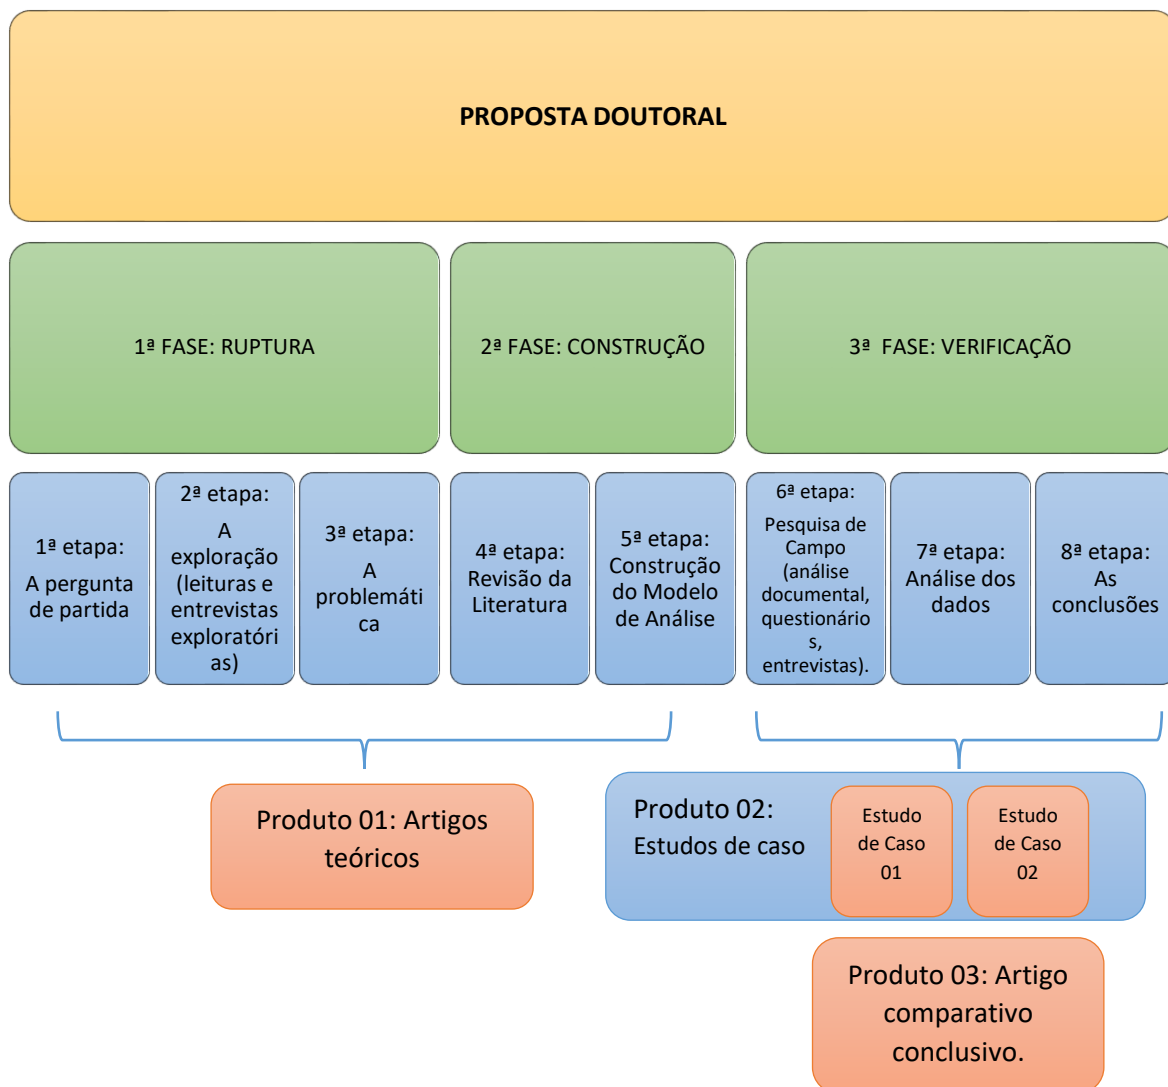 PROPOSTA DOUTORAL
1ª FASE: RUPTURA
2ª FASE: CONSTRUÇÃO
3ª  FASE: VERIFICAÇÃO
1ª etapa:
A pergunta
de partida
2ª etapa:
A
exploração
(leituras e
entrevistas
exploratóri
as)
3ª etapa:
A
problemáti
ca
4ª etapa:
Revisão da
Literatura
5ª etapa:
Construção
do Modelo
de Análise
6ª etapa:
Pesquisa de
Campo
(análise
documental,
questionário
s,
entrevistas).
7ª etapa:
Análise dos
dados
8ª etapa:
As
conclusões
Produto 01: Artigos
teóricos
Produto 02:
Estudos de caso
Estudo
de Caso
01
Estudo
de Caso
02
Produto 03: Artigo
comparativo
conclusivo.